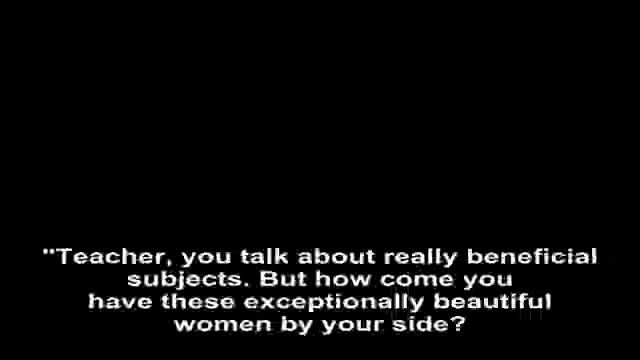 "Teacher, you talk about really beneficial
subjects. But how come you
have these exceptionally beautiful
women by your side?